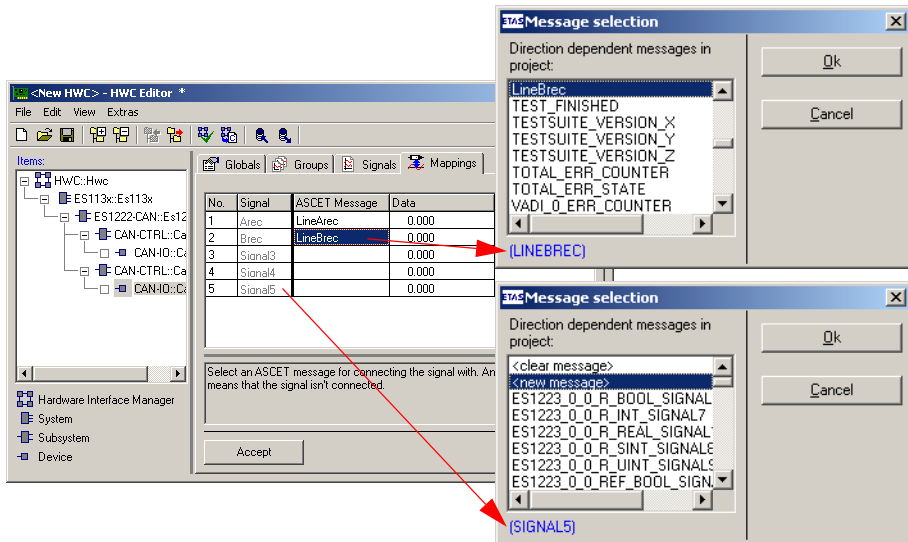 <New HWC> - HWC Editor *
File Edit View Extras
Items:
HWC::Hwc
ES113x::Es113x
ES1222-CAN::Es12
CAN-CTRL::Ca
CAN-IO::Ca
CAN-CTRL::Ca
CAN-IO::Ca
Hardware Interface Manager
System
Subsystem
Device
Globals Groups Signals Mappings
No. Signal ASCET Message Data
1 Arec LineArec 0.000
2 Brec LineBrec 0.000
3 Signal3 0.000
4 Signal4 0.000
5 Signal5 0.000
Select an ASCET message for connecting the signal with. An
means that the signal isn't connected.
Accept
ETAS Message selection
Direction dependent messages in
project:
LineBrec
TEST_FINISHED
TESTSUITE_VERSION_X
TESTSUITE_VERSION_Y
TESTSUITE_VERSION_Z
TOTAL_ERR_COUNTER
TOTAL_ERR_STATE
VADI_0_ERR_COUNTER
(LINEBREC)
Ok
Cancel
ETAS Message selection
Direction dependent messages in
project:
<clear message>
<new message>
ES1223_0_0_R_BOOL_SIGNAL
ES1223_0_0_R_INT_SIGNAL7
ES1223_0_0_R_REAL_SIGNAL
ES1223_0_0_R_SINT_SIGNAL
ES1223_0_0_R_UINT_SIGNAL
ES1223_0_0_REF_BOOL_SIGN
(SIGNAL5)
Ok
Cancel